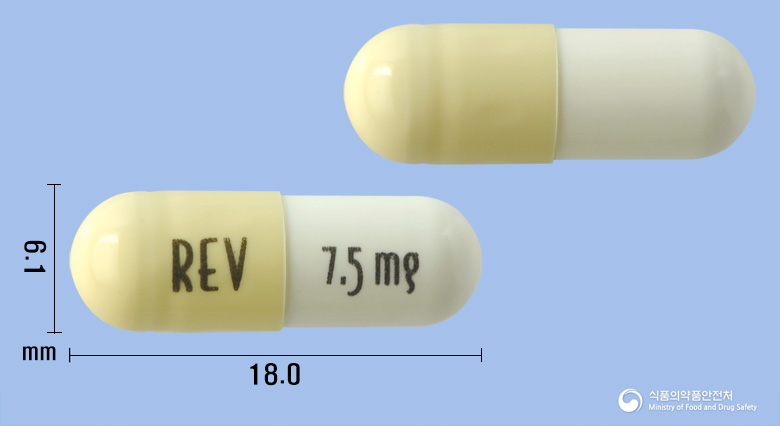 REV 7.5 mg
6.1
mm
18.0
식품의약품안전처
Ministry of Food and Drug Safety